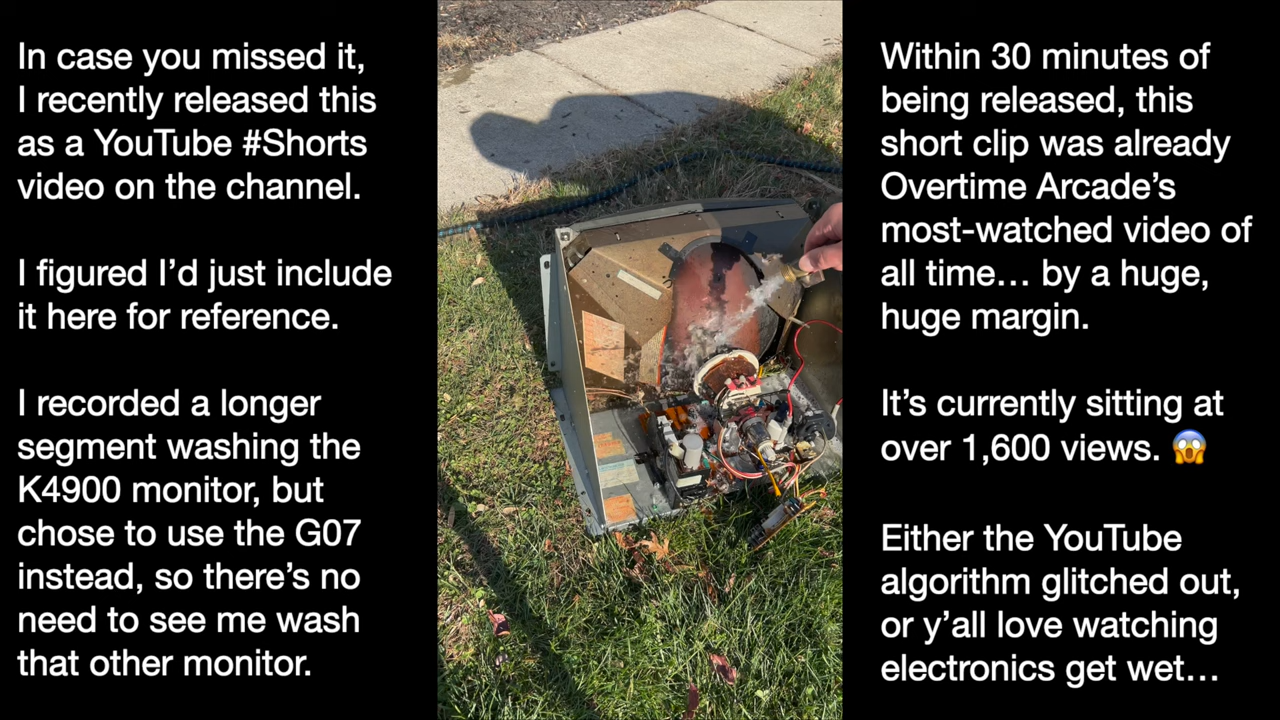 In case you missed it,
I recently released this
as a YouTube #Shorts
video on the channel.
I figured I’d just include
it here for reference.
I recorded a longer
segment washing the
K4900 monitor, but
chose to use the G07
instead, so there’s no
need to see me wash
that other monitor.
Within 30 minutes of
being released, this
short clip was already
Overtime Arcade’s
most-watched video of
all time… by a huge,
huge margin.
It’s currently sitting at
over 1,600 views. 😱
Either the YouTube
algorithm glitched out,
or y’all love watching
electronics get wet…